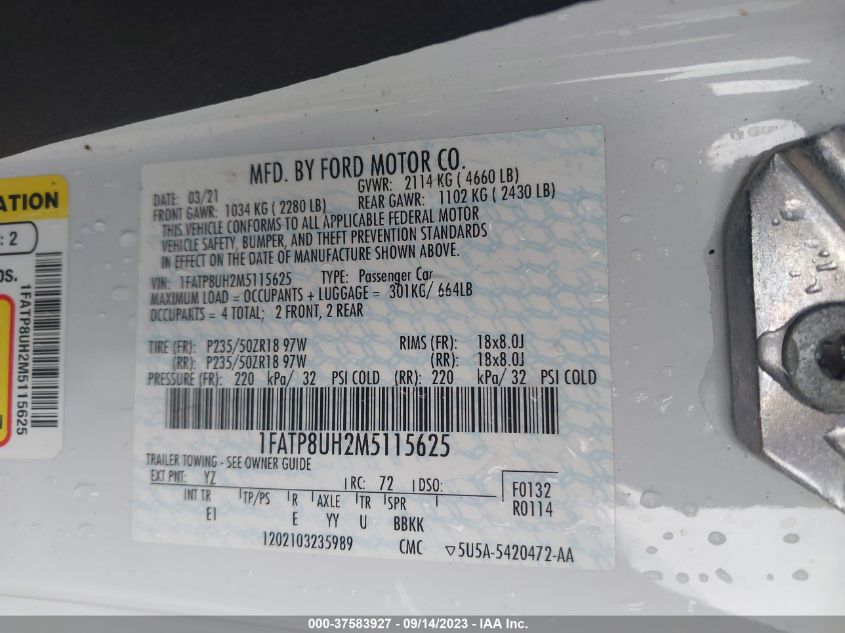 MFD. BY FORD MOTOR CO.
DATE: 03/21 GVWR: 2114 KG ( 4660 LB)
FRONT GAWR: 1034 KG ( 2280 LB) REAR GAWR: 1102 KG ( 2430 LB)
THIS VEHICLE CONFORMS TO ALL APPLICABLE FEDERAL MOTOR
VEHICLE SAFETY, BUMPER, AND THEFT PREVENTION STANDARDS
IN EFFECT ON THE DATE OF MANUFACTURE SHOWN ABOVE.
VIN: 1FATP8UH2M5115625 TYPE: Passenger Car
MAXIMUM LOAD = OCCUPANTS + LUGGAGE = 301KG/ 664LB
OCCUPANTS = 4 TOTAL; 2 FRONT, 2 REAR
TIRE (FR): P235/50ZR18 97W RIMS (FR): 18x8.0J
(RR): P235/50ZR18 97W (RR): 18x8.0J
PRESSURE (FR): 220 kPa/ 32 PSI COLD (RR): 220 kPa/ 32 PSI COLD
1FATP8UH2M5115625
TRAILER TOWING - SEE OWNER GUIDE
EXT PNT: YZ RC: 72 DSO: F0132
INT TR TP/PS R AXLE TR SPR R0114
EI E YY U BBKK
1202103235989 CMC ▽5U5A-5420472-AA
ATION
: 2
OS.
1FATP8UH2M5115625
N
000-37583927 - 09/14/2023 - IAA Inc.